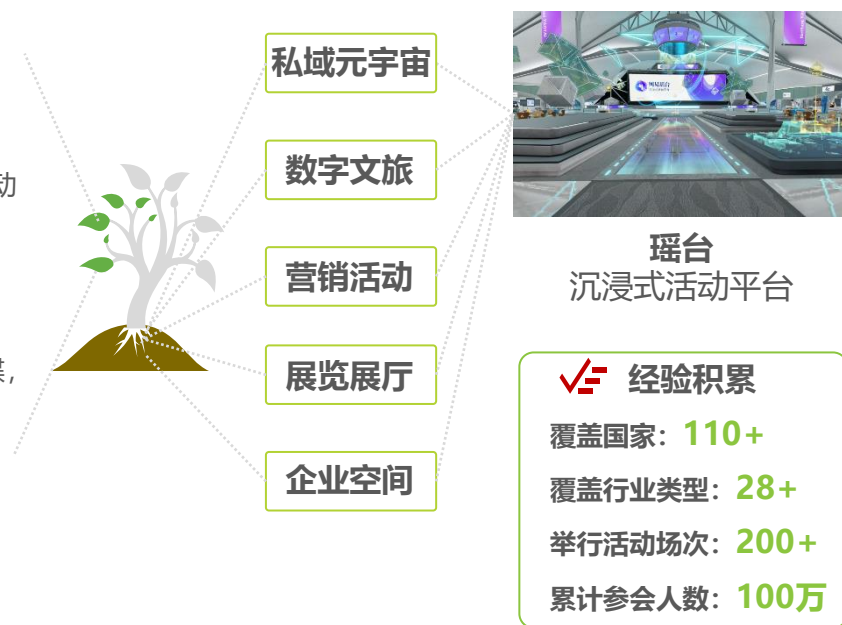 私域元宇宙
数字文旅
营销活动
展览展厅
企业空间
动
瑶台
沉浸式活动平台
经验积累
覆盖国家：110+
覆盖行业类型：28+
举行活动场次：200+
累计参会人数：100万